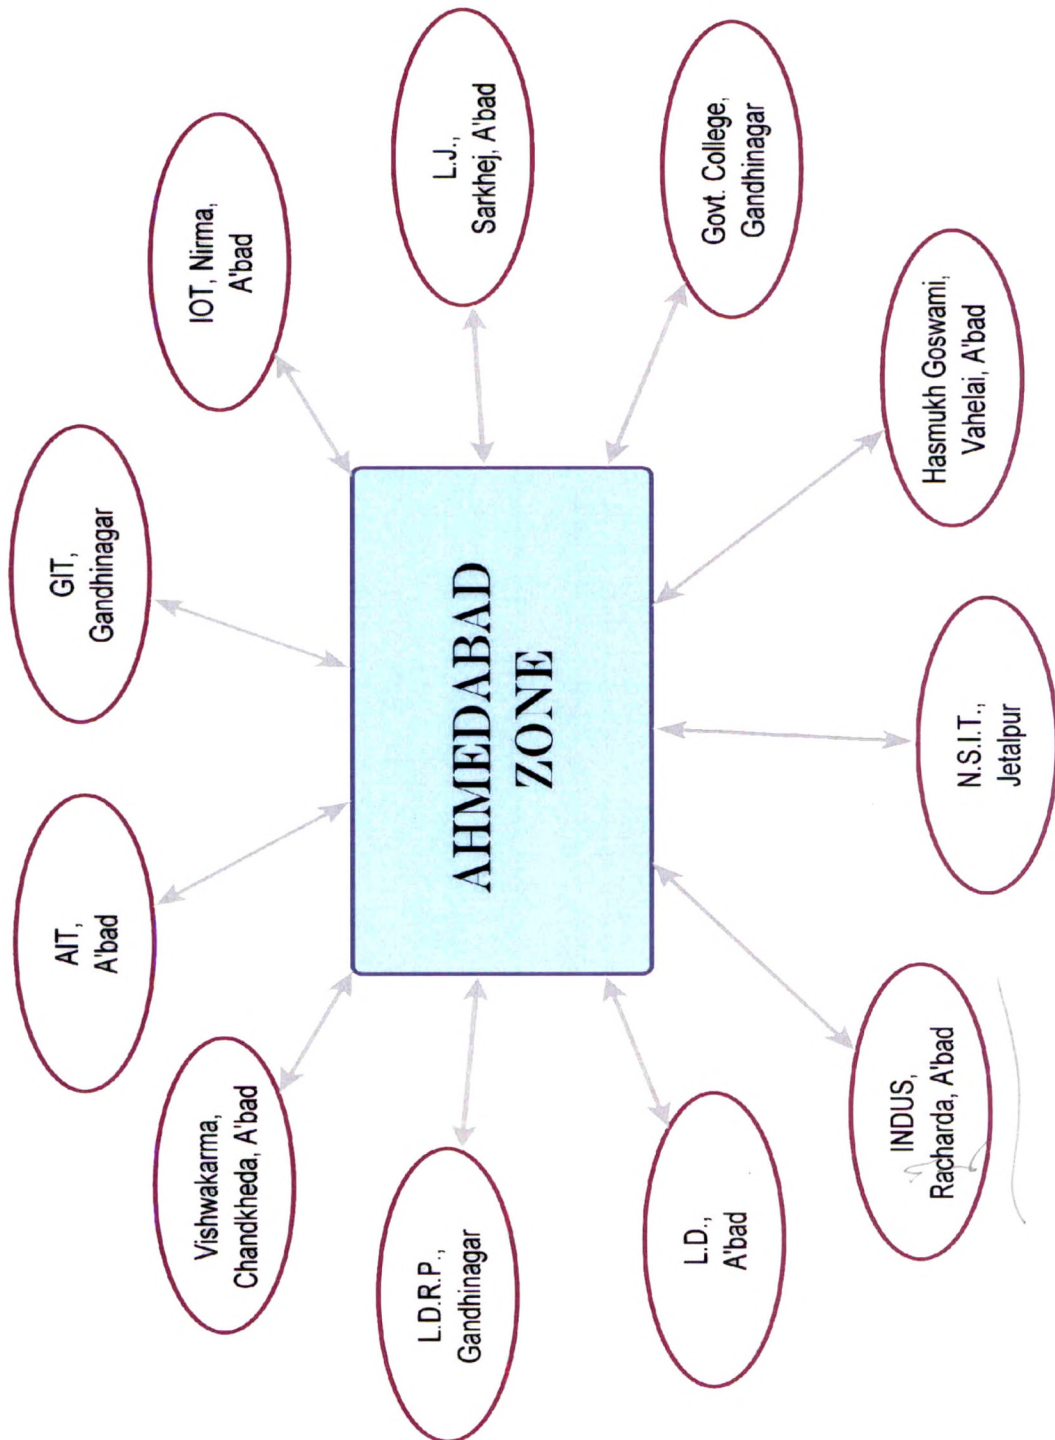 AIT,
A'bad
GIT,
Gandhinagar
Vishwakarma,
Chandkheda, A'bad
IOT, Nirma,
A'bad
L.D.R.P.,
Gandhinagar
AHMEDABAD
ZONE
L.J.,
Sarkhej, A'bad
L.D.,
A'bad
Govt. College,
Gandhinagar
INDUS,
Racharda, A'bad
N.S.I.T.,
Jetalpur
Hasmukh Goswami,
Vahelai, A'bad